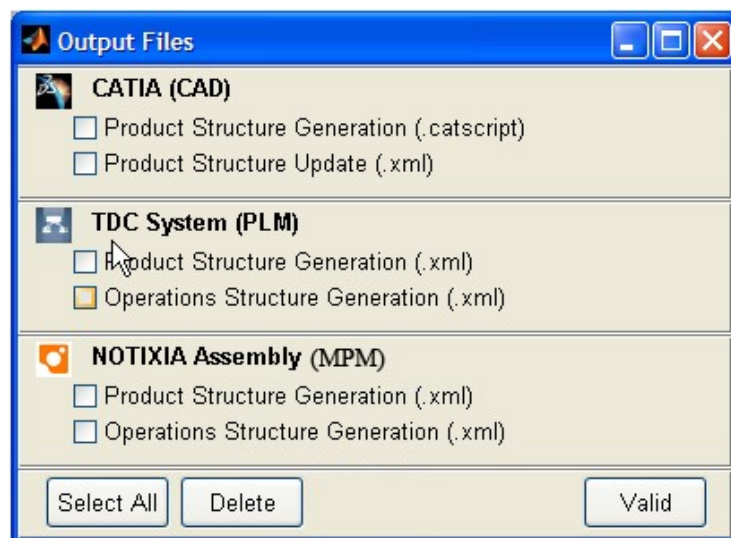 Output Files
CATIA (CAD)
Product Structure Generation (.catscript)
Product Structure Update (.xml)
TDC System (PLM)
Product Structure Generation (.xml)
Operations Structure Generation (.xml)
NOTIXIA Assembly (MPM)
Product Structure Generation (.xml)
Operations Structure Generation (.xml)
Select All Delete Valid